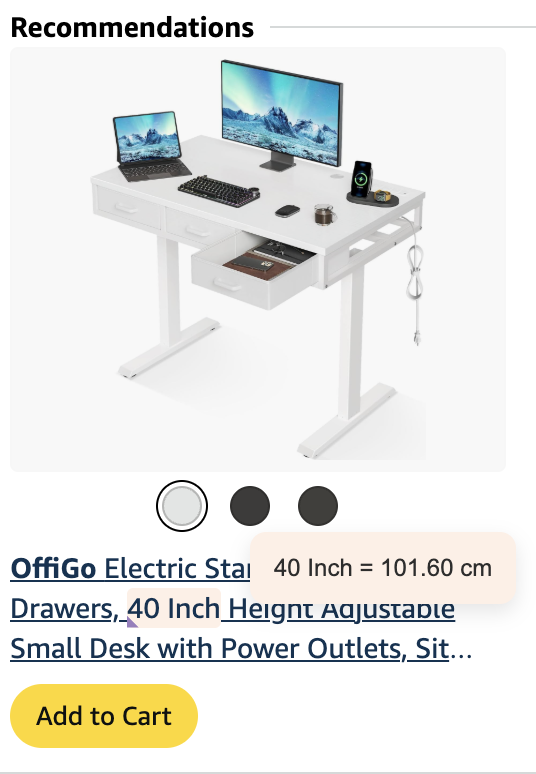 Recommendations
OffiGo Electric Sta
40 Inch = 101.60 cm
Drawers, 40 Inch Height Adjustable
Small Desk with Power Outlets, Sit...
Add to Cart